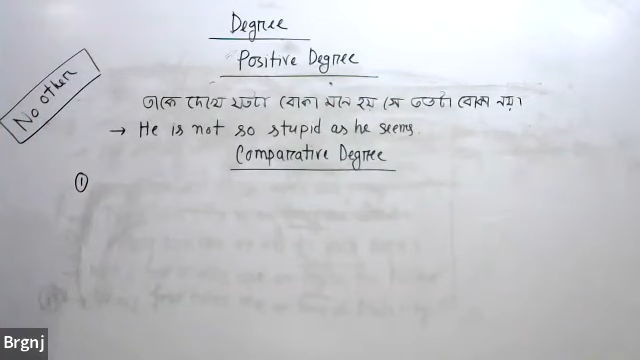 Degree
Positive Degree
No other
তাকে দেখে যতটা বোকা মনে হয় সে ততটা বোকা নয়।
→ He is not so stupid as he seems.
Comparative Degree
①
Brgnj